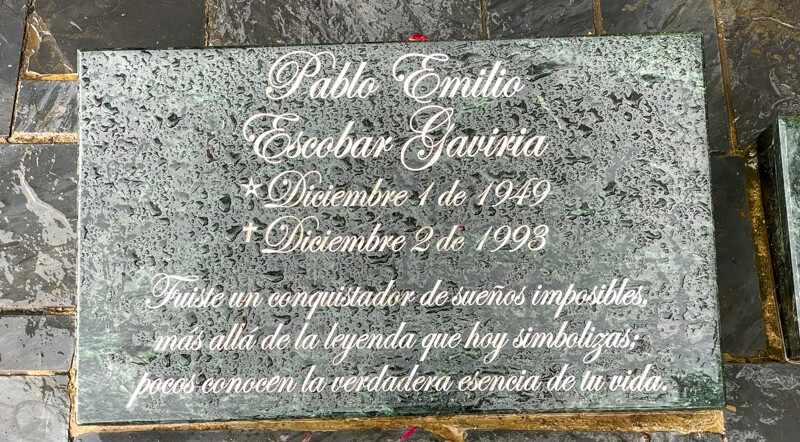 Pablo Emilio
Escobar Gaviria
☆ Diciembre 1 de 1949
✝ Diciembre 2 de 1993
Fuiste un conquistador de sueños imposibles,
más allá de la leyenda que hoy simbolizas;
pocos conocen la verdadera esencia de tu vida.